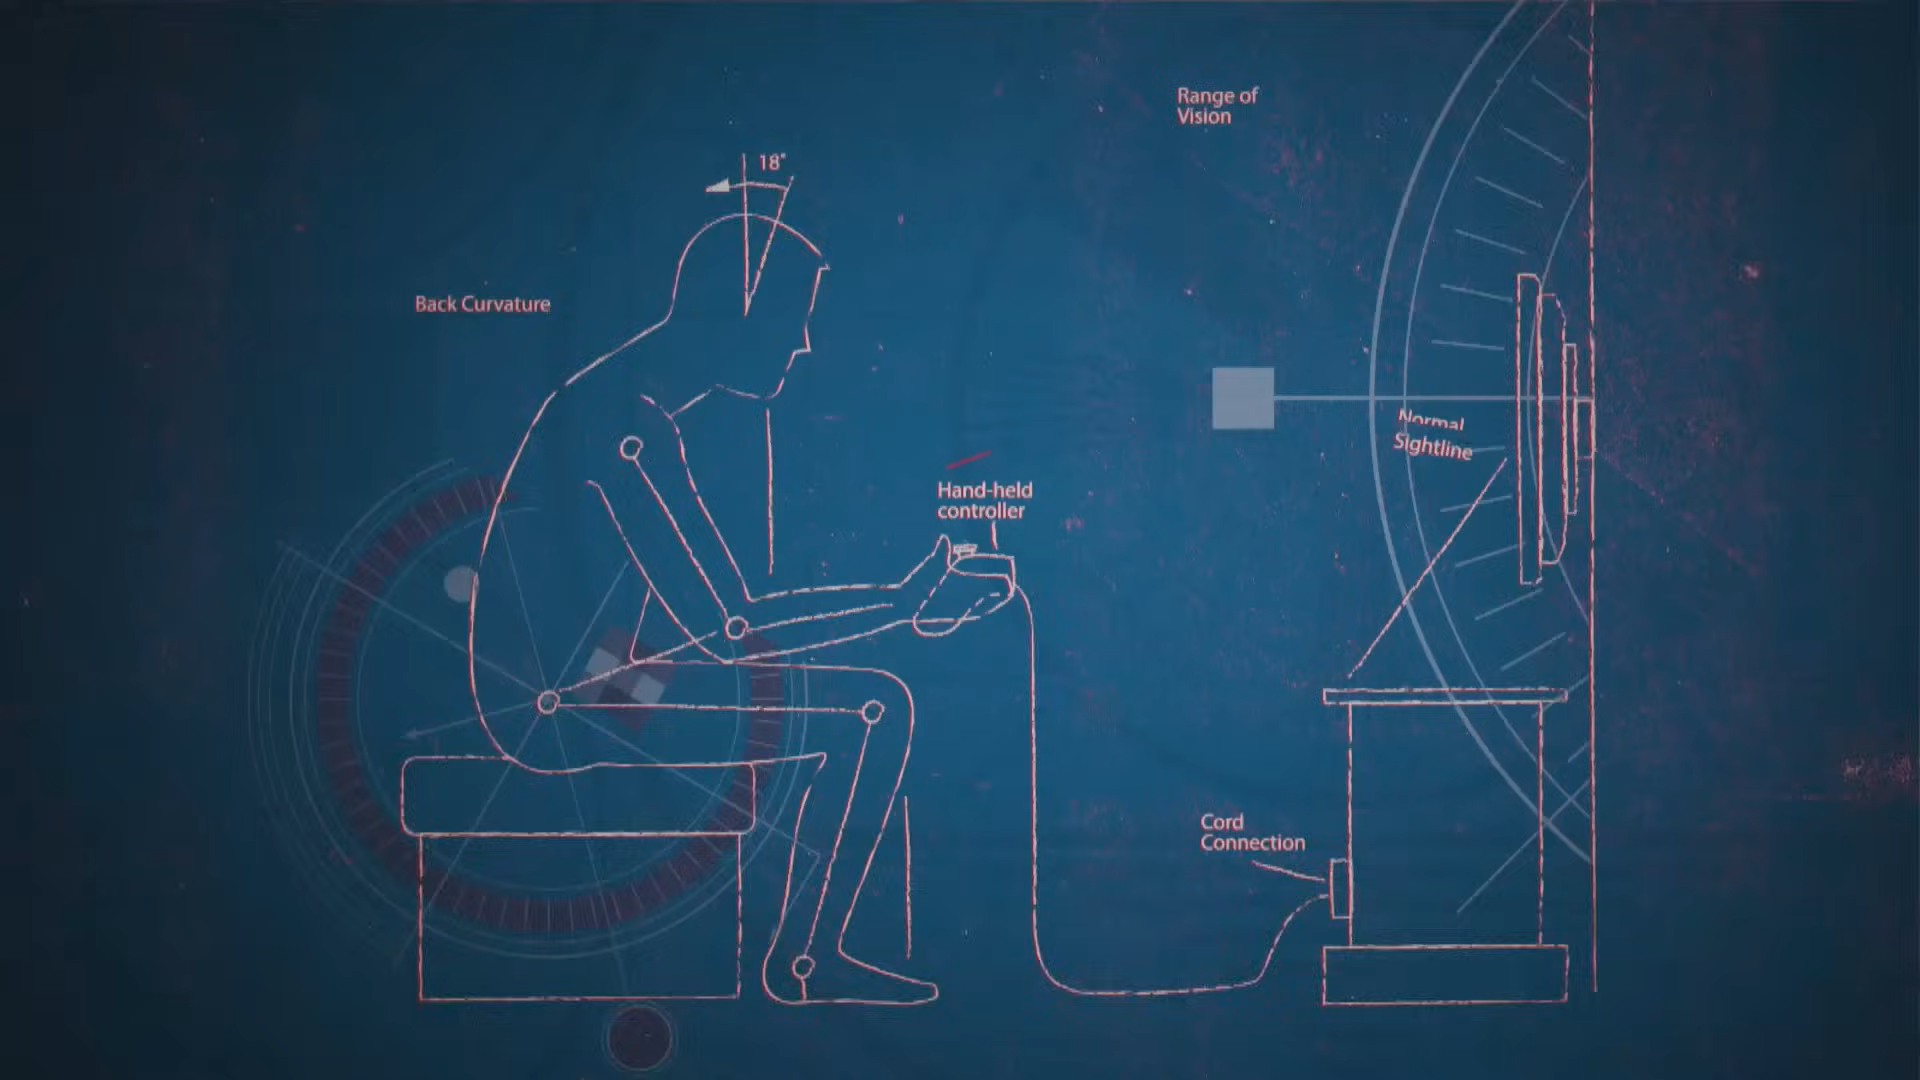 Range of
Vision
18°
Back Curvature
Normal
Sightline
Hand-held
controller
Cord
Connection